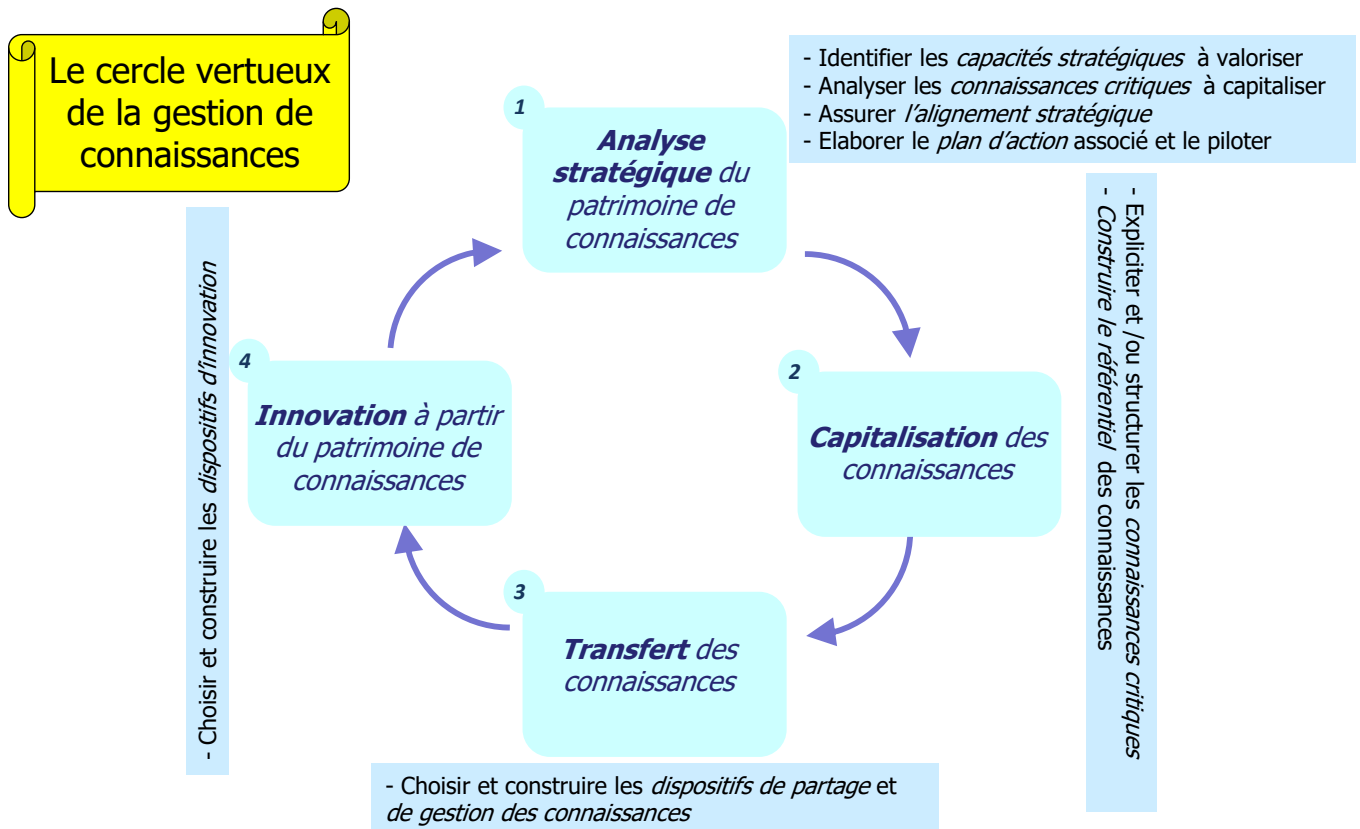 Le cercle vertueux
de la gestion de
connaissances
- Identifier les capacités stratégiques à valoriser
- Analyser les connaissances critiques à capitaliser
- Assurer l'alignement stratégique
- Elaborer le plan d'action associé et le piloter
1
Analyse
stratégique du
patrimoine de
connaissances
- Expliciter et /ou structurer les connaissances critiques
- Construire le référentiel des connaissances
2
Capitalisation des
connaissances
3
Transfert des
connaissances
- Choisir et construire les dispositifs de partage et
de gestion des connaissances
4
Innovation à partir
du patrimoine de
connaissances
- Choisir et construire les dispositifs d'innovation